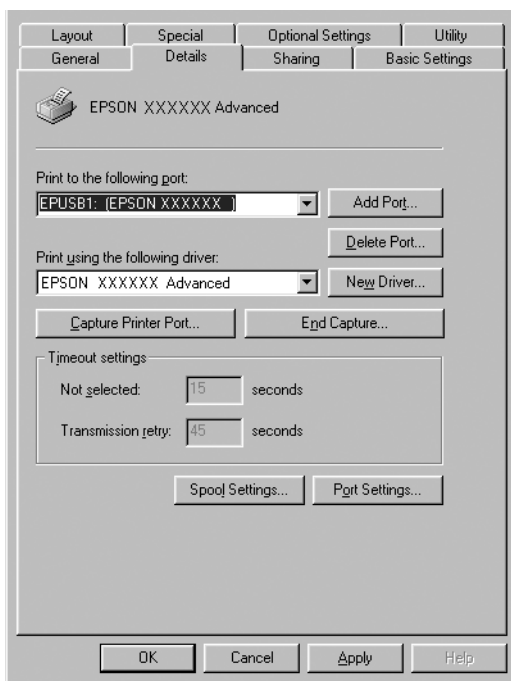 Layout Special Optional Settings Utility
General Details Sharing Basic Settings
EPSON XXXXXX Advanced
Print to the following port:
EPUSB1: (EPSON XXXXXX ) Add Port...
Delete Port...
Print using the following driver:
EPSON XXXXXX Advanced New Driver...
Capture Printer Port... End Capture...
Timeout settings
Not selected: 15 seconds
Transmission retry: 45 seconds
Spool Settings... Port Settings...
OK Cancel Apply Help